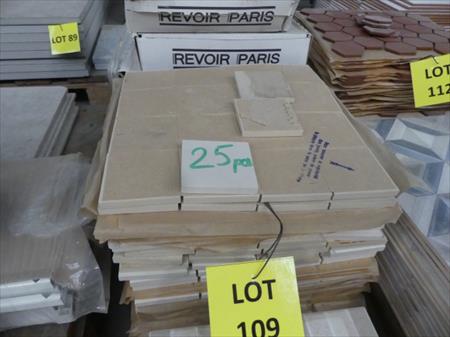 REVOIR PARIS
REVOIR PARIS
LOT 89
LOT
112
25 pcs
LOT
109